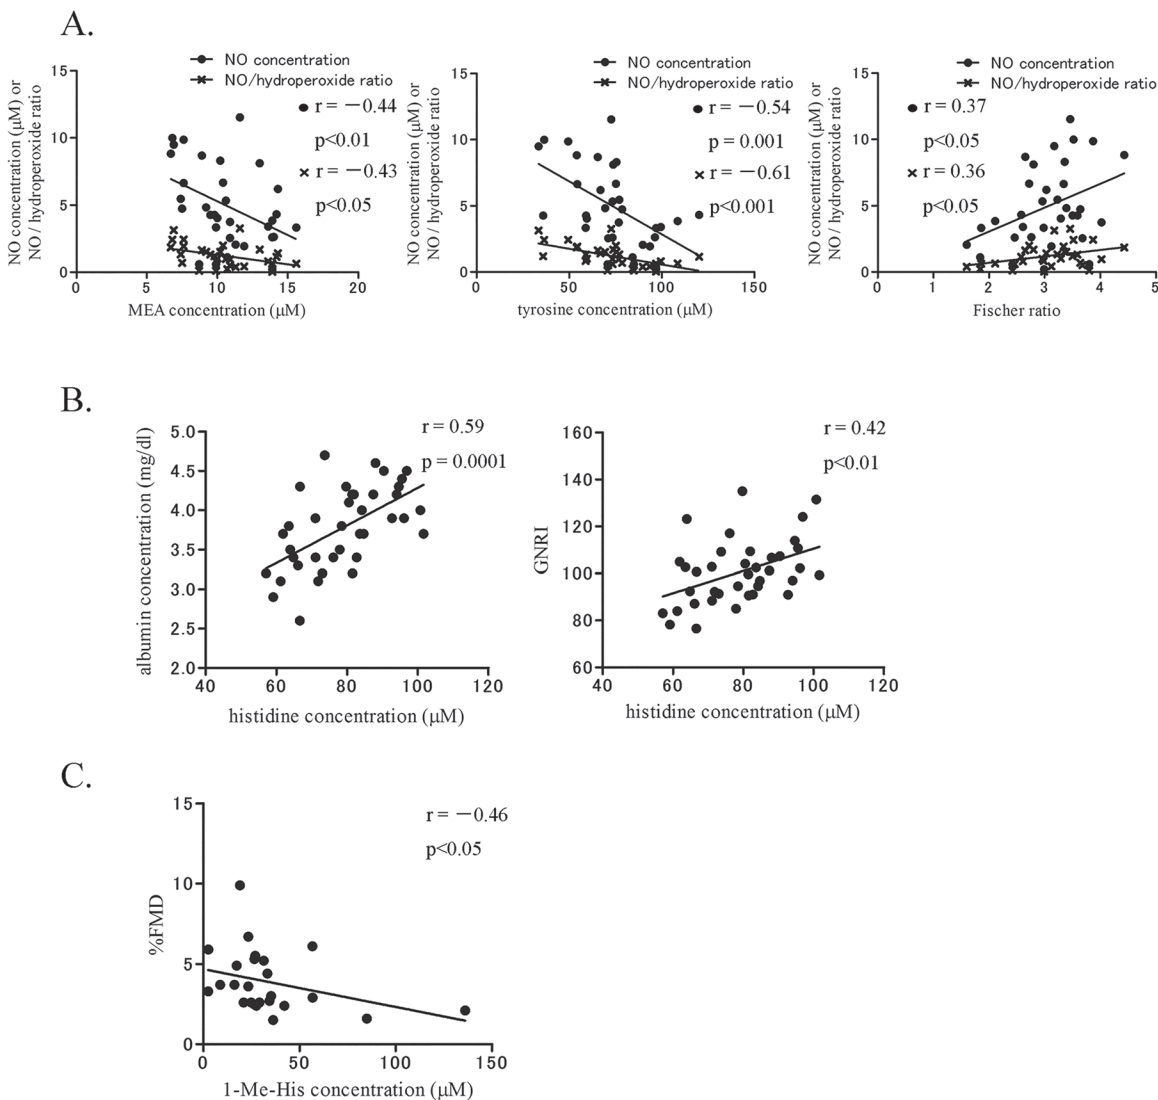 A.
NO concentration (μM) or
NO / hydroperoxide ratio
15
10
5
0
0
5
10
15
20
MEA concentration (μM)
NO concentration
NO/hydroperoxide ratio
r = −0.44
p<0.01
r = −0.43
p<0.05
NO concentration (μM) or
NO / hydroperoxide ratio
15
10
5
0
0
50
100
150
tyrosine concentration (μM)
NO concentration
NO/hydroperoxide ratio
r = −0.54
p = 0.001
r = −0.61
p<0.001
NO concentration (μM) or
NO / hydroperoxide ratio
15
10
5
0
0
1
2
3
4
5
Fischer ratio
NO concentration
NO/hydroperoxide ratio
r = 0.37
p<0.05
r = 0.36
p<0.05
B.
albumin concentration (mg/dl)
5.0
4.5
4.0
3.5
3.0
2.5
2.0
40
60
80
100
120
histidine concentration (μM)
r = 0.59
p = 0.0001
GNRI
160
140
120
100
80
60
40
60
80
100
120
histidine concentration (μM)
r = 0.42
p<0.01
C.
%FMD
15
10
5
0
0
50
100
150
1-Me-His concentration (μM)
r = −0.46
p<0.05